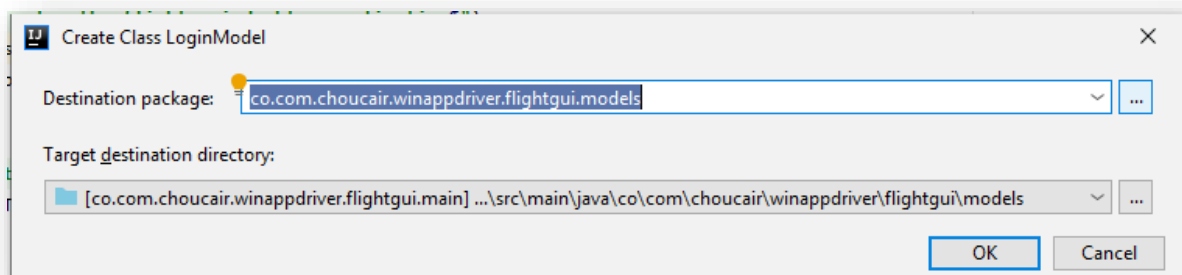 Create Class LoginModel
Destination package: co.com.choucair.winappdriver.flightgui.models ...
Target destination directory:
[co.com.choucair.winappdriver.flightgui.main] ...\src\main\java\co\com\choucair\winappdriver\flightgui\models ...
OK Cancel